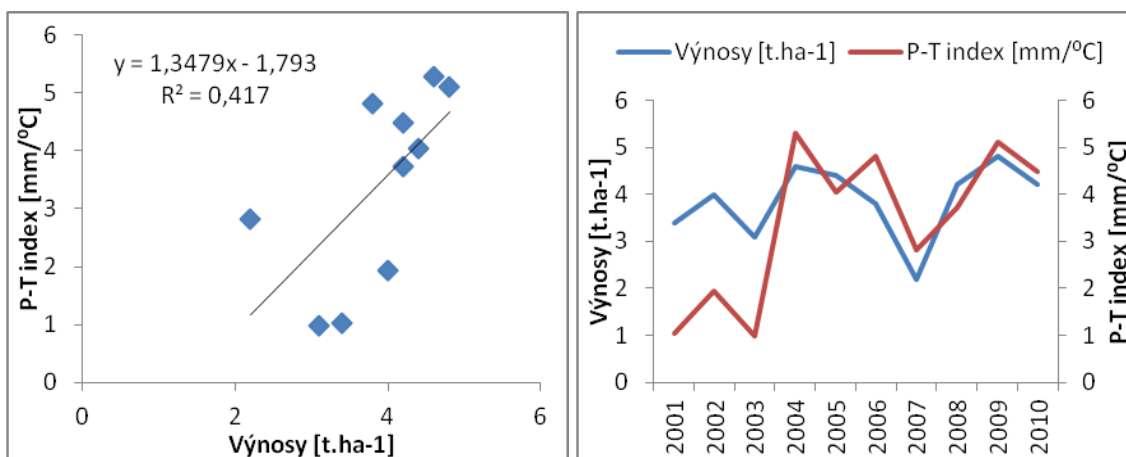 y = 1,3479x - 1,793
R² = 0,417
P-T index [mm/⁰C]
6
5
4
3
2
1
0
0 2 4 6
Výnosy [t.ha-1]
Výnosy [t.ha-1] P-T index [mm/⁰C]
Výnosy [t.ha-1]
6
5
4
3
2
1
0
6
5
4
3
2
1
0
P-T index [mm/⁰C]
2001 2002 2003 2004 2005 2006 2007 2008 2009 2010